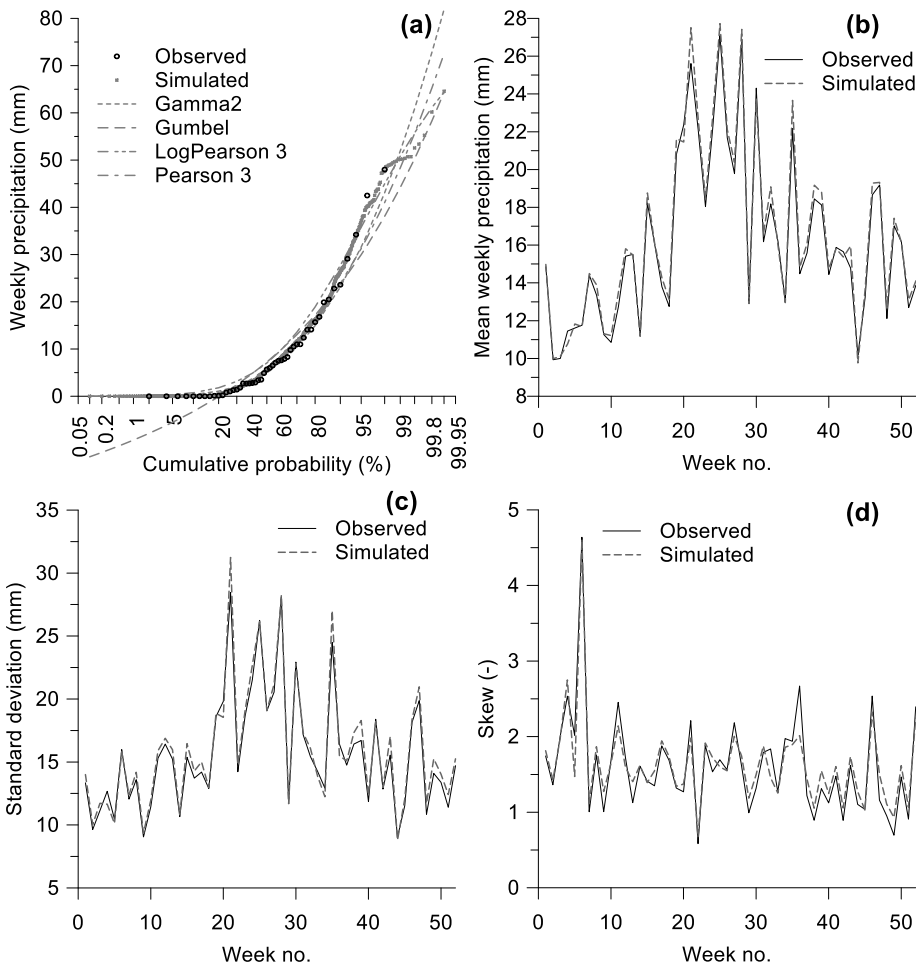 (a)
80
70
60
50
40
30
20
10
0
Weekly precipitation (mm)
Observed
Simulated
Gamma2
Gumbel
LogPearson 3
Pearson 3
0.05
0.2
1
5
20
40
60
80
95
99
99.8
99.95
Cumulative probability (%)
(b)
28
26
24
22
20
18
16
14
12
10
8
Mean weekly precipitation (mm)
Observed
Simulated
0 10 20 30 40 50
Week no.
(c)
35
30
25
20
15
10
5
Standard deviation (mm)
Observed
Simulated
0 10 20 30 40 50
Week no.
(d)
5
4
3
2
1
0
Skew (-)
Observed
Simulated
0 10 20 30 40 50
Week no.